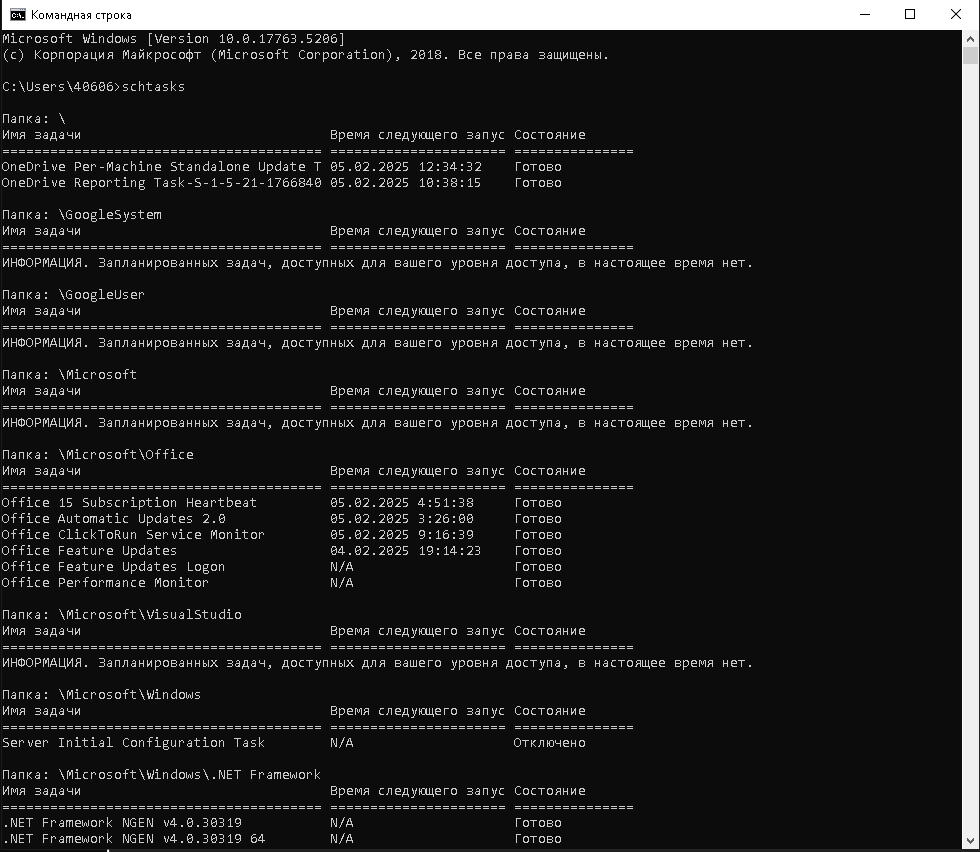 Командная строка
Microsoft Windows [Version 10.0.17763.5206]
(c) Корпорация Майкрософт (Microsoft Corporation), 2018. Все права защищены.
C:\Users\40606>schtasks
Папка: \
Имя задачи                               Время следующего запус Состояние
======================================== ====================== ===============
OneDrive Per-Machine Standalone Update T 05.02.2025 12:34:32    Готово
OneDrive Reporting Task-S-1-5-21-1766840 05.02.2025 10:38:15    Готово
Папка: \GoogleSystem
Имя задачи                               Время следующего запус Состояние
======================================== ====================== ===============
ИНФОРМАЦИЯ. Запланированных задач, доступных для вашего уровня доступа, в настоящее время нет.
Папка: \GoogleUser
Имя задачи                               Время следующего запус Состояние
======================================== ====================== ===============
ИНФОРМАЦИЯ. Запланированных задач, доступных для вашего уровня доступа, в настоящее время нет.
Папка: \Microsoft
Имя задачи                               Время следующего запус Состояние
======================================== ====================== ===============
ИНФОРМАЦИЯ. Запланированных задач, доступных для вашего уровня доступа, в настоящее время нет.
Папка: \Microsoft\Office
Имя задачи                               Время следующего запус Состояние
======================================== ====================== ===============
Office 15 Subscription Heartbeat         05.02.2025 4:51:38     Готово
Office Automatic Updates 2.0             05.02.2025 3:26:00     Готово
Office ClickToRun Service Monitor        05.02.2025 9:16:39     Готово
Office Feature Updates                   04.02.2025 19:14:23    Готово
Office Feature Updates Logon             N/A                    Готово
Office Performance Monitor               N/A                    Готово
Папка: \Microsoft\VisualStudio
Имя задачи                               Время следующего запус Состояние
======================================== ====================== ===============
ИНФОРМАЦИЯ. Запланированных задач, доступных для вашего уровня доступа, в настоящее время нет.
Папка: \Microsoft\Windows
Имя задачи                               Время следующего запус Состояние
======================================== ====================== ===============
Server Initial Configuration Task        N/A                    Отключено
Папка: \Microsoft\Windows\.NET Framework
Имя задачи                               Время следующего запус Состояние
======================================== ====================== ===============
.NET Framework NGEN v4.0.30319           N/A                    Готово
.NET Framework NGEN v4.0.30319 64        N/A                    Готово